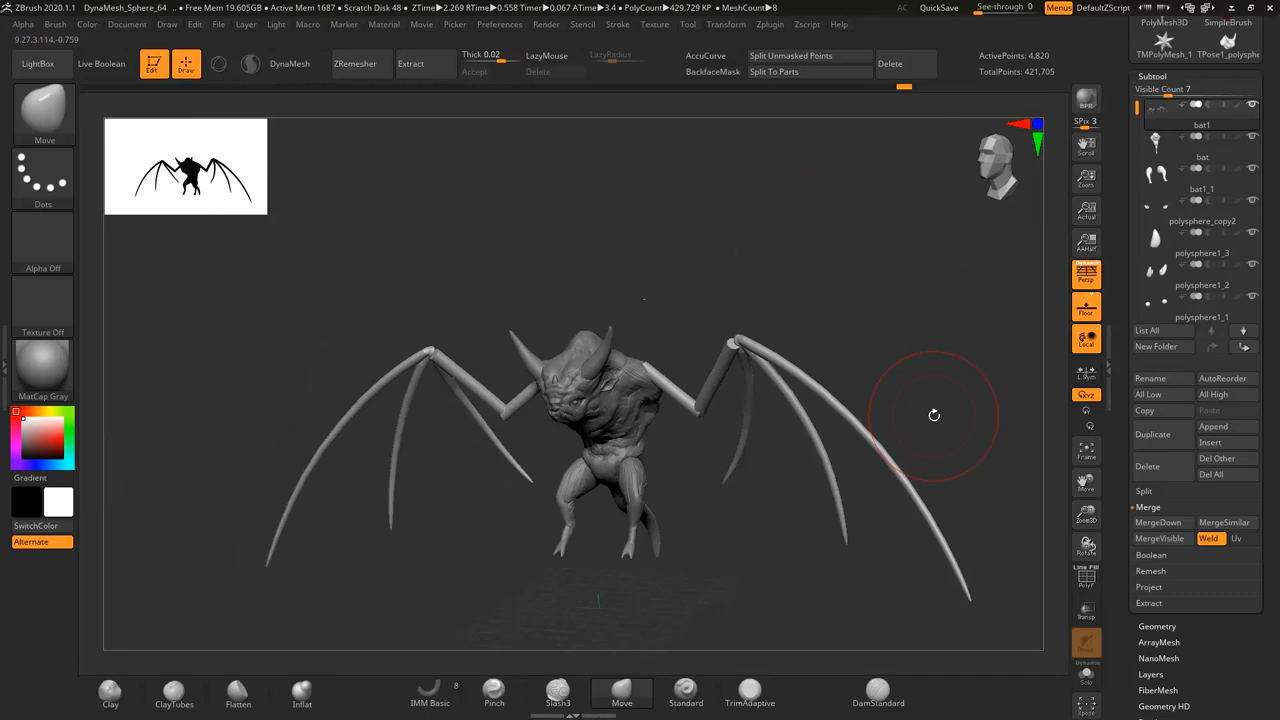 ZBrush 2020.1.1 DynaMesh_Sphere_64 .. • Free Mem 19.605GB • Active Mem 1687 • Scratch Disk 48 • ZTime▶2.269 RTime▶0.558 Timer▶0.067 ATime▶3.4 • PolyCount▶429.729 KP • MeshCount▶8 AC QuickSave See-through 0 Menus DefaultZScript
Alpha Brush Color Document Draw Edit File Layer Light Macro Marker Material Movie Picker Preferences Render Stencil Stroke Texture Tool Transform Zplugin Zscript Help
9.27,3.114,-0.759
LightBox Live Boolean Edit Draw DynaMesh ZRemesher Extract Thick 0.02 Accept LazyMouse Delete LazyRadius AccuCurve BackfaceMask Split Unmasked Points Split To Parts Delete ActivePoints: 4,820 TotalPoints: 421.705
Move
Dots
Alpha Off
Texture Off
MatCap Gray
Gradient
SwitchColor
Alternate
BPR
SPix 3
Scroll
Zoom
Actual
AAHalf
Dynamic
Persp
Floor
Local
L.Sym
XYZ
Frame
Move
Zoom3D
Rotate
Line Fill
PolyF
Transp
Dynamic
Solo
Xpose
PolyMesh3D SimpleBrush
TMPolyMesh_1 TPose1_polysphe
Subtool
Visible Count 7
bat1
bat
bat1_1
polysphere_copy2
polysphere1_3
polysphere1_2
polysphere1_1
List All
New Folder
Rename AutoReorder
All Low All High
Copy Paste
Duplicate Append
Insert
Delete Del Other
Del All
Split
Merge
MergeDown MergeSimilar
MergeVisible Weld Uv
Boolean
Remesh
Project
Extract
Geometry
ArrayMesh
NanoMesh
Layers
FiberMesh
Geometry HD
8
Clay ClayTubes Flatten Inflat IMM Basic Pinch Slash3 Move Standard TrimAdaptive DamStandard